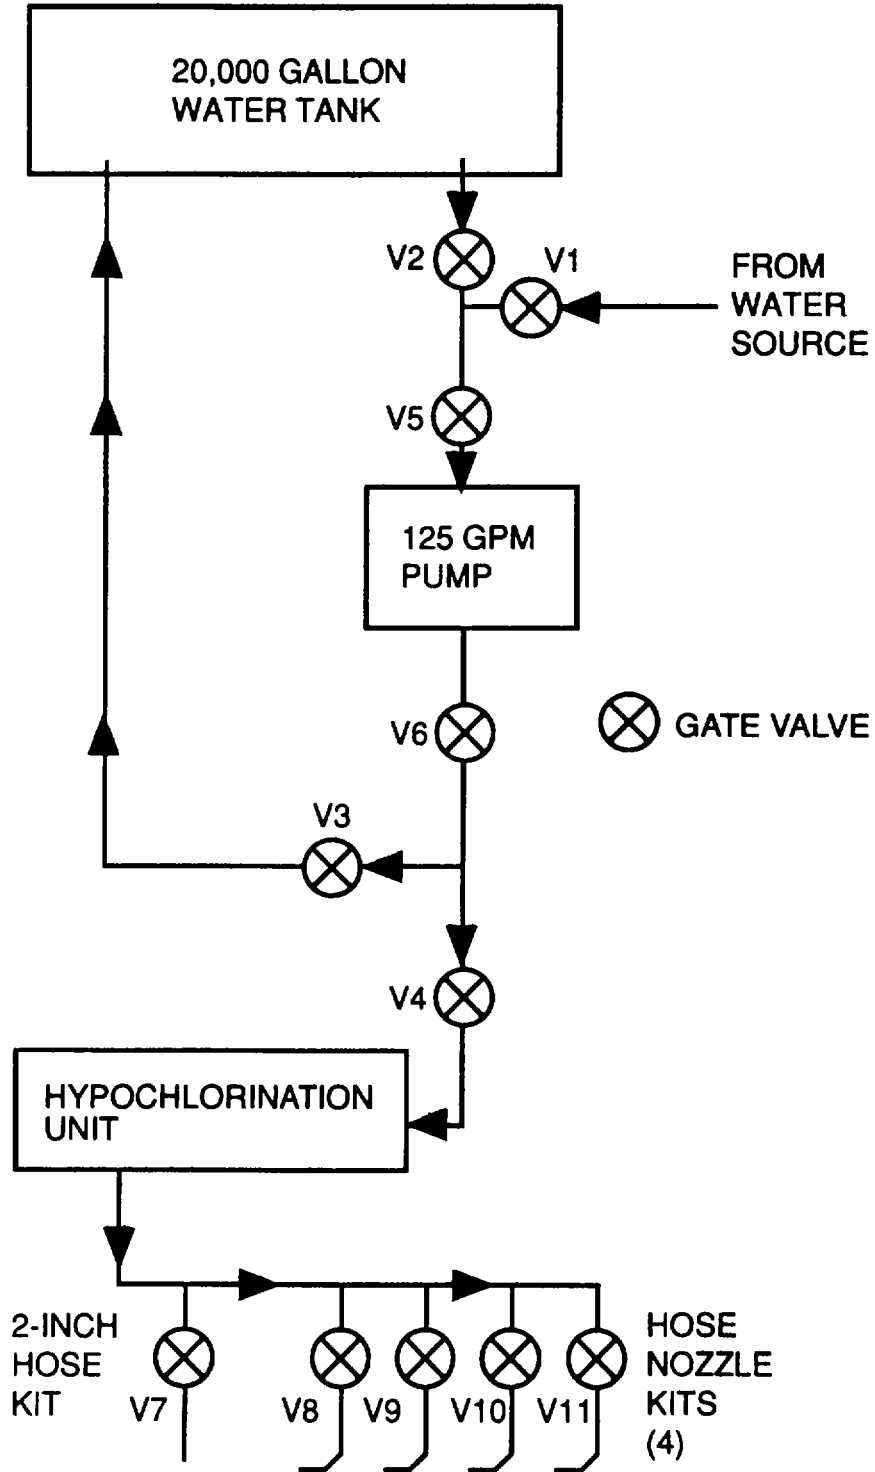 20,000 GALLON
WATER TANK
V2
V1
FROM
WATER
SOURCE
V5
125 GPM
PUMP
V6
GATE VALVE
V3
V4
HYPOCHLORINATION
UNIT
2-INCH
HOSE
KIT
V7
V8
V9
V10
V11
HOSE
NOZZLE
KITS
(4)